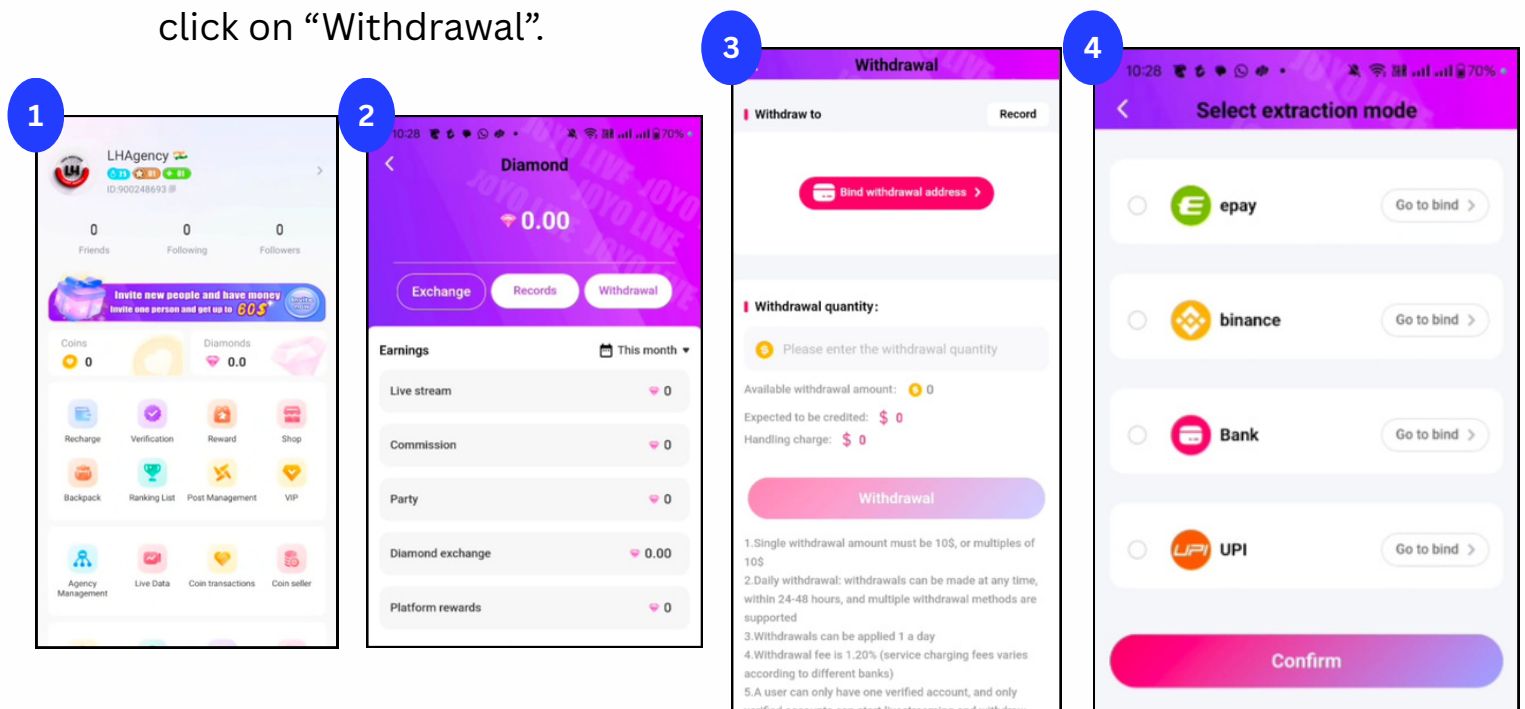 click on “Withdrawal”.
1
LHAgency
ID:900248693
0
0
0
Friends
Following
Followers
Invite new people and have money
Invite one person and get up to 60$
Invite now
Coins
0
Diamonds
0.0
Recharge
Verification
Reward
Shop
Backpack
Ranking List
Post Management
VIP
Agency
Management
Live Data
Coin transactions
Coin seller
2
10:28
70%
Diamond
0.00
JOYO LIVE
Exchange
Records
Withdrawal
Earnings
This month
Live stream
0
Commission
0
Party
0
Diamond exchange
0.00
Platform rewards
0
3
Withdrawal
Withdraw to
Record
Bind withdrawal address
Withdrawal quantity:
Please enter the withdrawal quantity
Available withdrawal amount: 0
Expected to be credited: $ 0
Handling charge: $ 0
Withdrawal
1.Single withdrawal amount must be 10$, or multiples of
10$
2.Daily withdrawal: withdrawals can be made at any time,
within 24-48 hours, and multiple withdrawal methods are
supported
3.Withdrawals can be applied 1 a day
4.Withdrawal fee is 1.20% (service charging fees varies
according to different banks)
5.A user can only have one verified account, and only
4
10:28
70%
Select extraction mode
epay
Go to bind
binance
Go to bind
Bank
Go to bind
UPI
UPI
Go to bind
Confirm